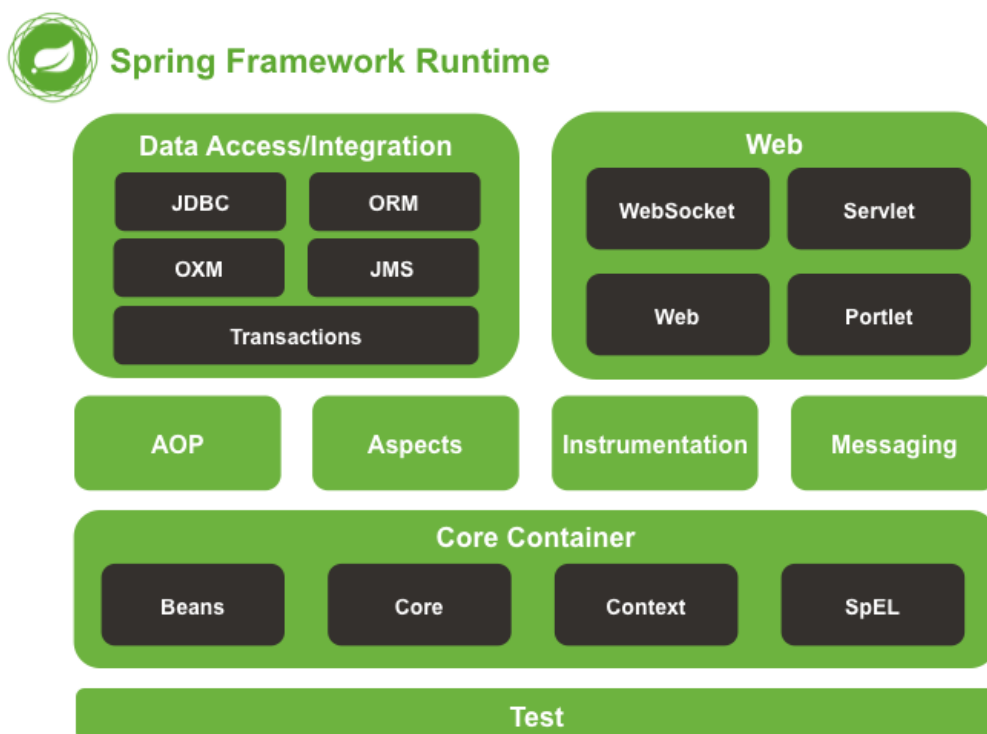 Spring Framework Runtime
Data Access/Integration
JDBC
ORM
OXM
JMS
Transactions
Web
WebSocket
Servlet
Web
Portlet
AOP
Aspects
Instrumentation
Messaging
Core Container
Beans
Core
Context
SpEL
Test